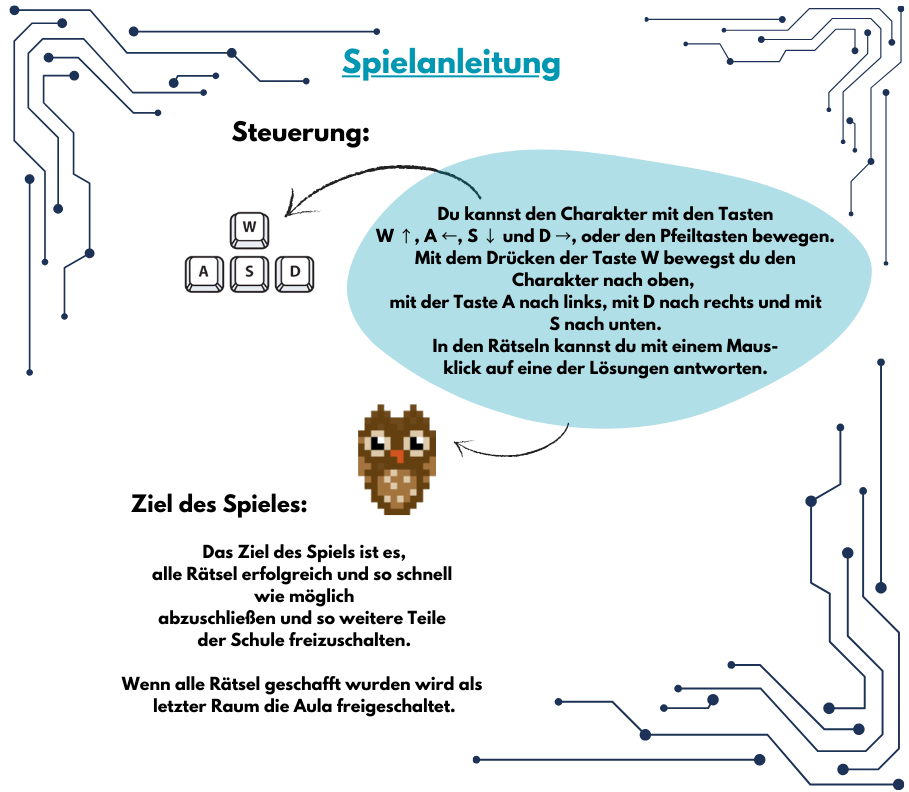 Spielanleitung
Steuerung:
W
A S D
Du kannst den Charakter mit den Tasten
W ↑, A ←, S ↓ und D →, oder den Pfeiltasten bewegen.
Mit dem Drücken der Taste W bewegst du den
Charakter nach oben,
mit der Taste A nach links, mit D nach rechts und mit
S nach unten.
In den Rätseln kannst du mit einem Maus-
klick auf eine der Lösungen antworten.
Ziel des Spieles:
Das Ziel des Spiels ist es,
alle Rätsel erfolgreich und so schnell
wie möglich
abzuschließen und so weitere Teile
der Schule freizuschalten.
Wenn alle Rätsel geschafft wurden wird als
letzter Raum die Aula freigeschaltet.